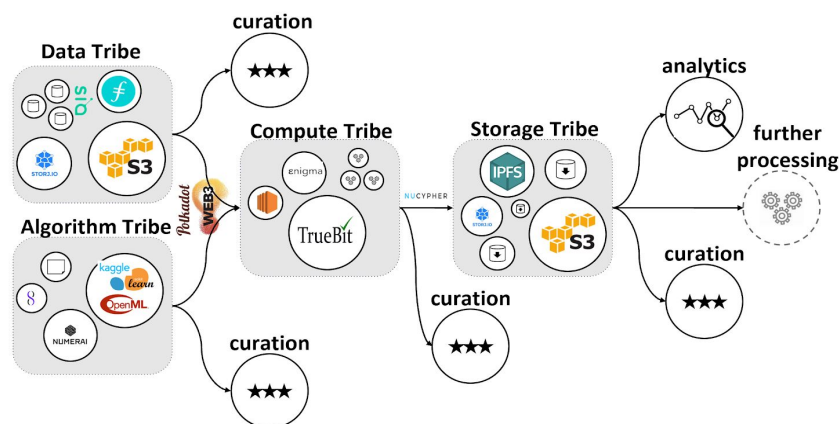 curation
Data Tribe
DIS
STORJ.IO
S3
analytics
Compute Tribe
Storage Tribe
further
processing
Polkadot
WEB3
enigma
TrueBit
NUCYPHER
IPFS
STORJ.IO
S3
Algorithm Tribe
kaggle
learn
OpenML
NUMERAI
curation
curation
curation